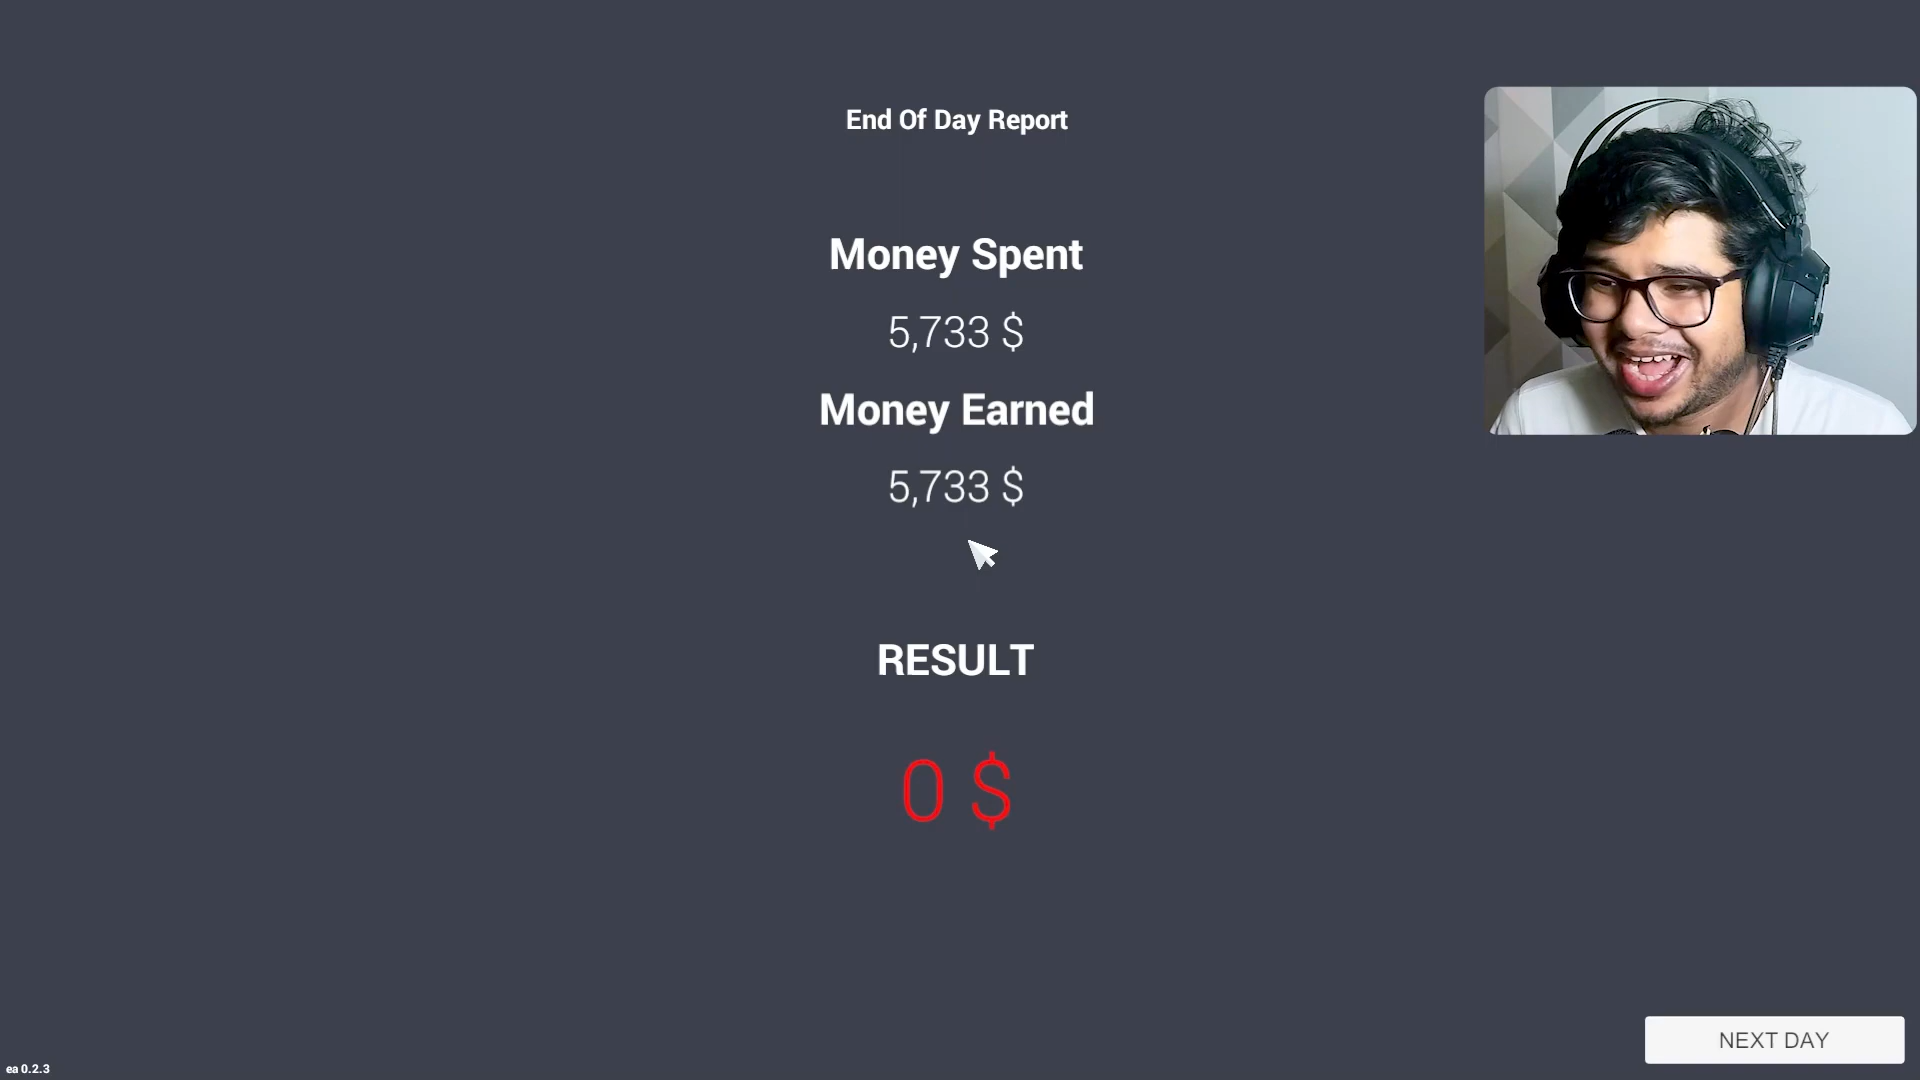 End Of Day Report
Money Spent
5,733 $
Money Earned
5,733 $
RESULT
0 $
NEXT DAY
ea 0.2.3